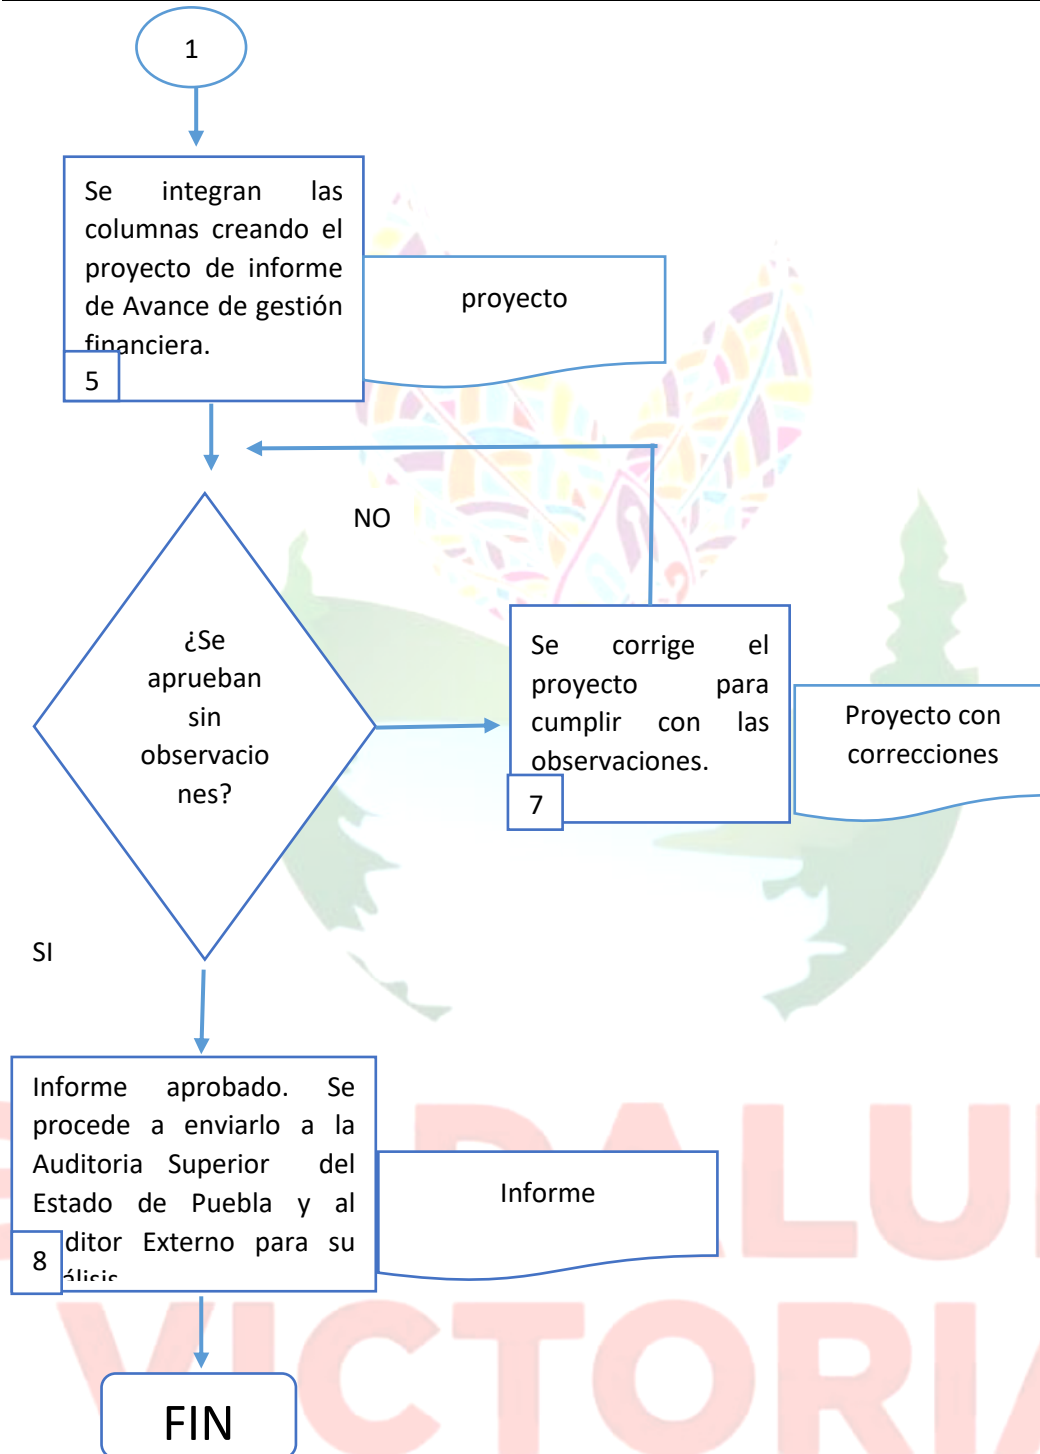 1
Se integran las
columnas creando el
proyecto de informe
de Avance de gestión
financiera.
5
proyecto
NO
¿Se
aprueban
sin
observacio
nes?
Se corrige el
proyecto para
cumplir con las
observaciones.
7
Proyecto con
correcciones
SI
Informe aprobado. Se
procede a enviarlo a la
Auditoria Superior del
Estado de Puebla y al
ditor Externo para su
álisis
8
Informe
FIN
DALU
VICTORIA